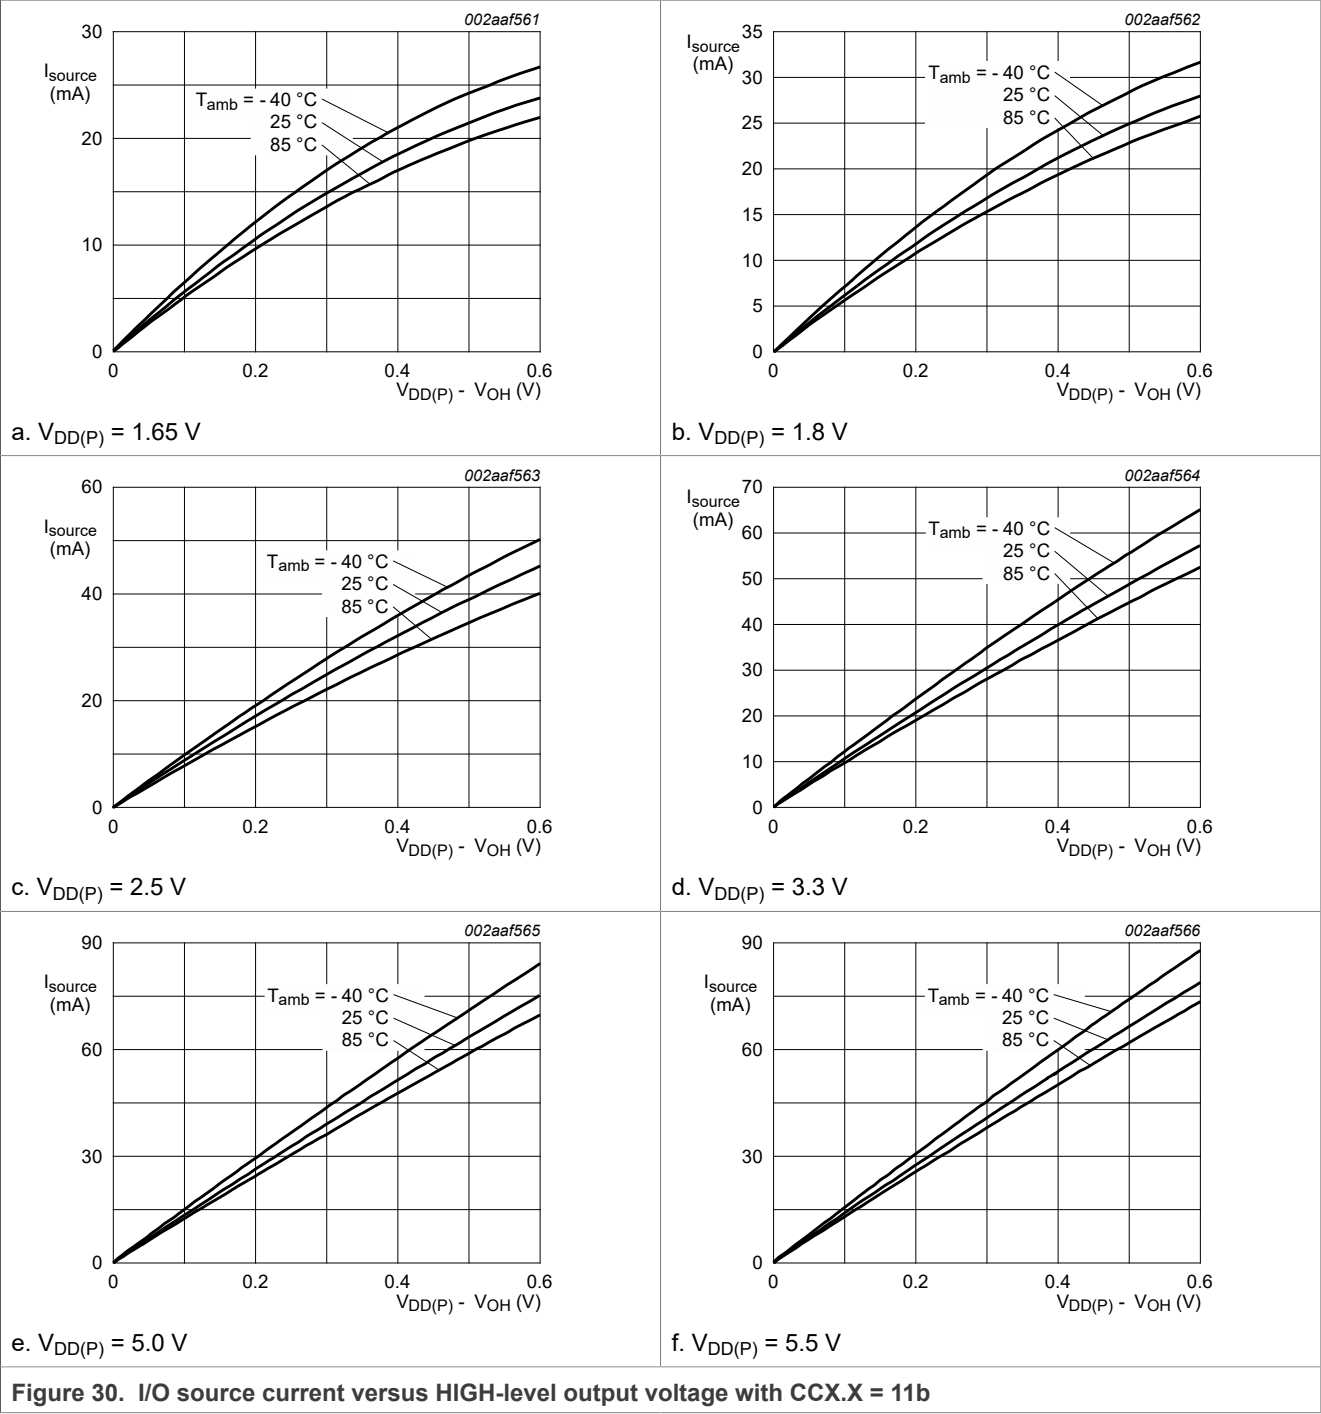 002aaf561
30
Isource
(mA)
Tamb = - 40 °C
25 °C
85 °C
20
10
0
0 0.2 0.4 0.6
VDD(P) - VOH (V)
a. VDD(P) = 1.65 V
002aaf562
35
Isource
(mA)
30
Tamb = - 40 °C
25 °C
85 °C
25
20
15
10
5
0
0 0.2 0.4 0.6
VDD(P) - VOH (V)
b. VDD(P) = 1.8 V
002aaf563
60
Isource
(mA)
Tamb = - 40 °C
25 °C
85 °C
40
20
0
0 0.2 0.4 0.6
VDD(P) - VOH (V)
c. VDD(P) = 2.5 V
002aaf564
70
Isource
(mA)
60
Tamb = - 40 °C
25 °C
85 °C
50
40
30
20
10
0
0 0.2 0.4 0.6
VDD(P) - VOH (V)
d. VDD(P) = 3.3 V
002aaf565
90
Isource
(mA)
Tamb = - 40 °C
25 °C
85 °C
60
30
0
0 0.2 0.4 0.6
VDD(P) - VOH (V)
e. VDD(P) = 5.0 V
002aaf566
90
Isource
(mA)
Tamb = - 40 °C
25 °C
85 °C
60
30
0
0 0.2 0.4 0.6
VDD(P) - VOH (V)
f. VDD(P) = 5.5 V
Figure 30. I/O source current versus HIGH-level output voltage with CCX.X = 11b